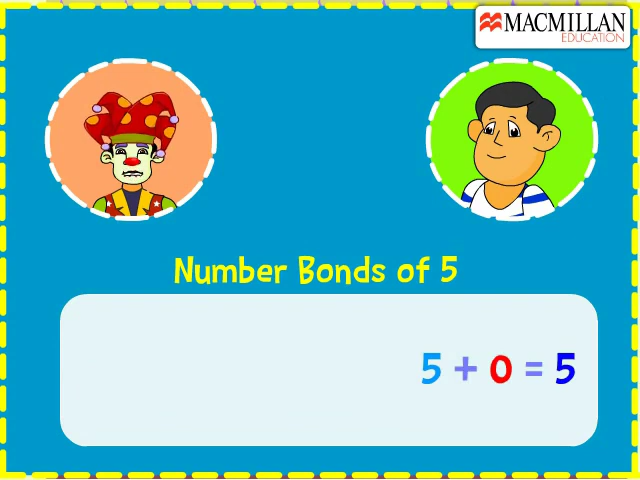 MACMILLAN
EDUCATION
Number Bonds of 5
5 + 0 = 5